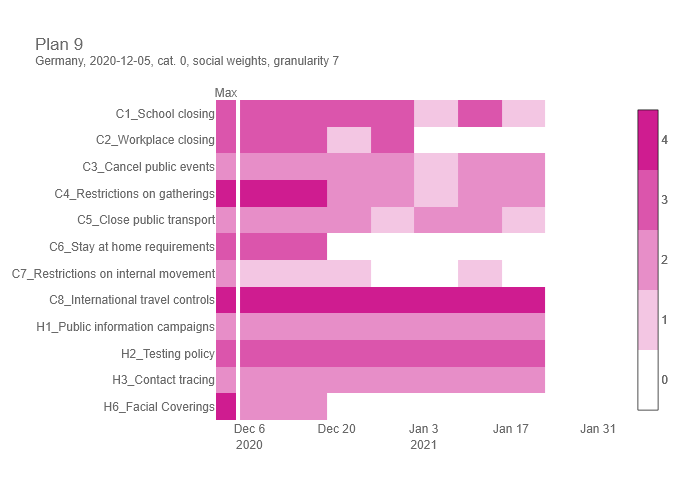 Plan 9
Germany, 2020-12-05, cat. 0, social weights, granularity 7
Max
C1_School closing
C2_Workplace closing
C3_Cancel public events
C4_Restrictions on gatherings
C5_Close public transport
C6_Stay at home requirements
C7_Restrictions on internal movement
C8_International travel controls
H1_Public information campaigns
H2_Testing policy
H3_Contact tracing
H6_Facial Coverings
Dec 6 Dec 20 Jan 3 Jan 17 Jan 31
2020 2021
4
3
2
1
0